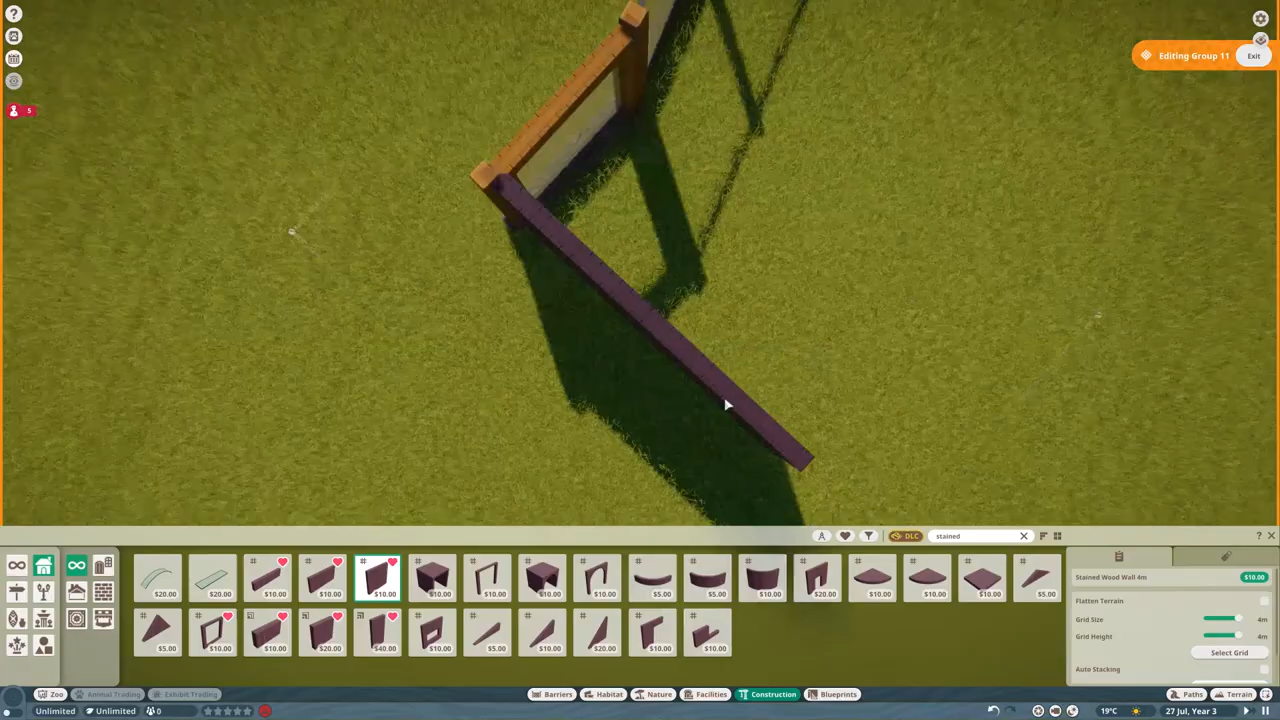 ?
Editing Group 11 Exit
5
DLC stained ?
$20.00 $20.00 $10.00 $10.00 $10.00 $10.00 $10.00 $10.00 $10.00 $5.00 $5.00 $10.00 $20.00 $10.00 $10.00 $10.00 $5.00
$5.00 $10.00 $10.00 $20.00 $40.00 $10.00 $5.00 $10.00 $20.00 $10.00 $10.00
Stained Wood Wall 4m $10.00
Flatten Terrain
Grid Size 4m
Grid Height 4m
Select Grid
Auto Stacking
Zoo Animal Trading Exhibit Trading Barriers Habitat Nature Facilities Construction Blueprints Paths Terrain
Unlimited Unlimited 0 19°C 27 Jul, Year 3